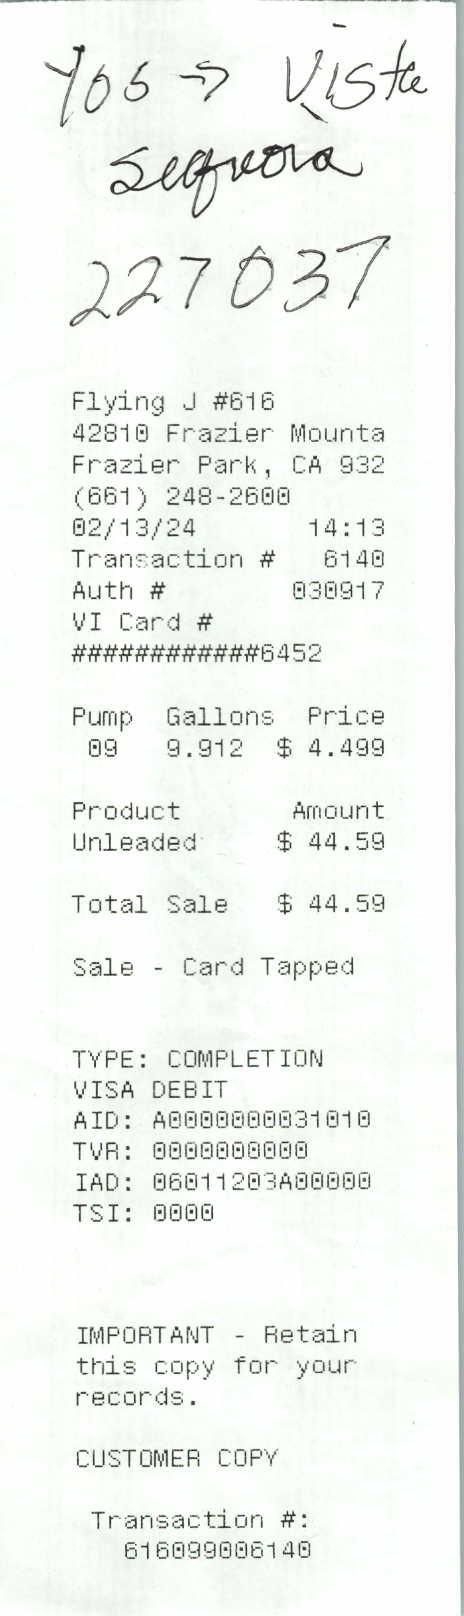 Yos → Vista
Sequoia
227037
Flying J #616
42810 Frazier Mounta
Frazier Park, CA 932
(661) 248-2600
02/13/24 14:13
Transaction # 6140
Auth # 030917
VI Card #
############6452
Pump Gallons Price
09 9.912 $ 4.499
Product Amount
Unleaded $ 44.59
Total Sale $ 44.59
Sale - Card Tapped
TYPE: COMPLETION
VISA DEBIT
AID: A0000000031010
TVR: 0000000000
IAD: 06011203A00000
TSI: 0000
IMPORTANT - Retain
this copy for your
records.
CUSTOMER COPY
Transaction #:
616099006140